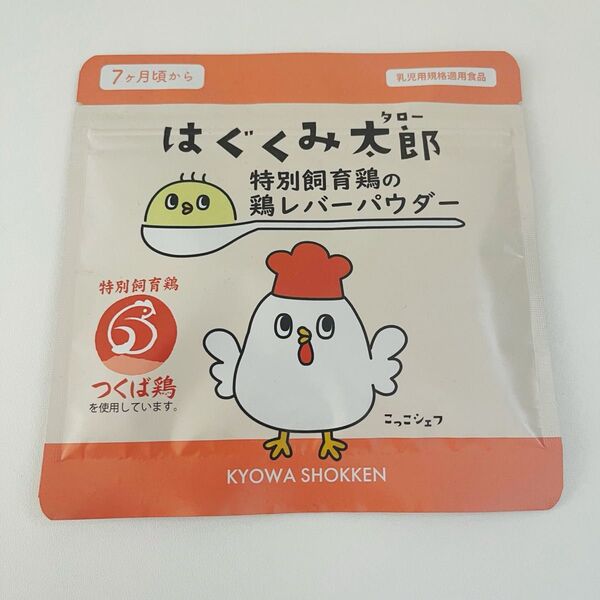 7ヶ月頃から
乳児用規格適用食品
タロー
はぐくみ太郎
特別飼育鶏の
鶏レバーパウダー
特別飼育鶏
つくば鶏
を使用しています。
こっこシェフ
KYOWA SHOKKEN